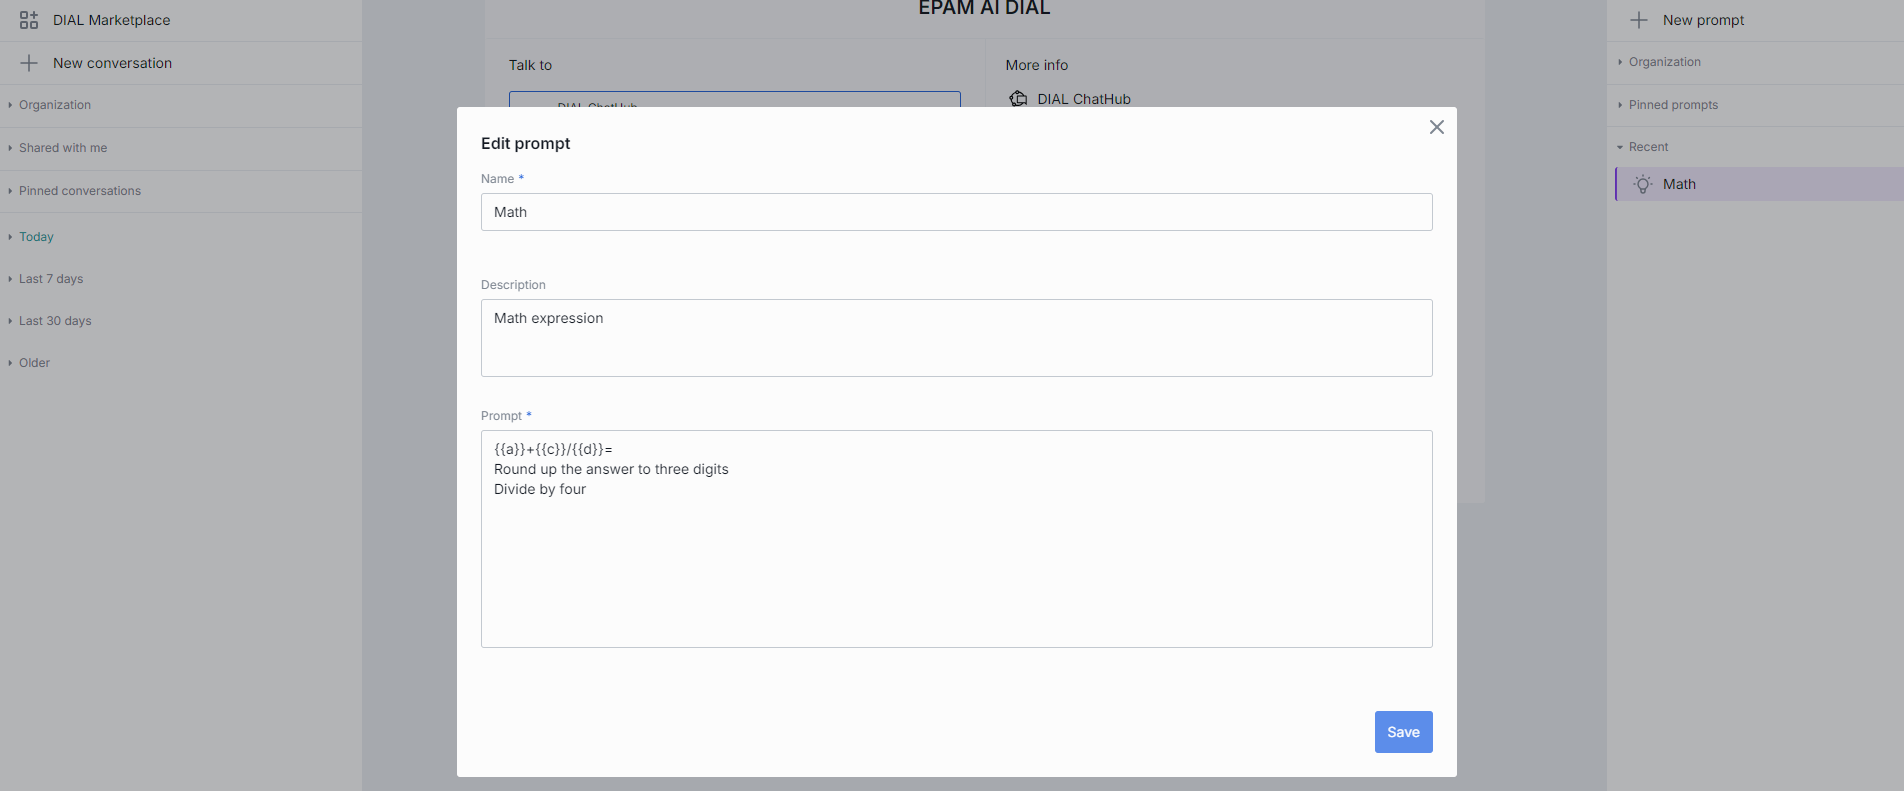 DIAL Marketplace
New conversation
Organization
Shared with me
Pinned conversations
Today
Last 7 days
Last 30 days
Older
EPAM AI DIAL
Talk to
DIAL ChatHub
More info
DIAL ChatHub
Edit prompt
Name *
Math
Description
Math expression
Prompt *
{{a}}+{{c}}/{{d}}=
Round up the answer to three digits
Divide by four
Save
New prompt
Organization
Pinned prompts
Recent
Math